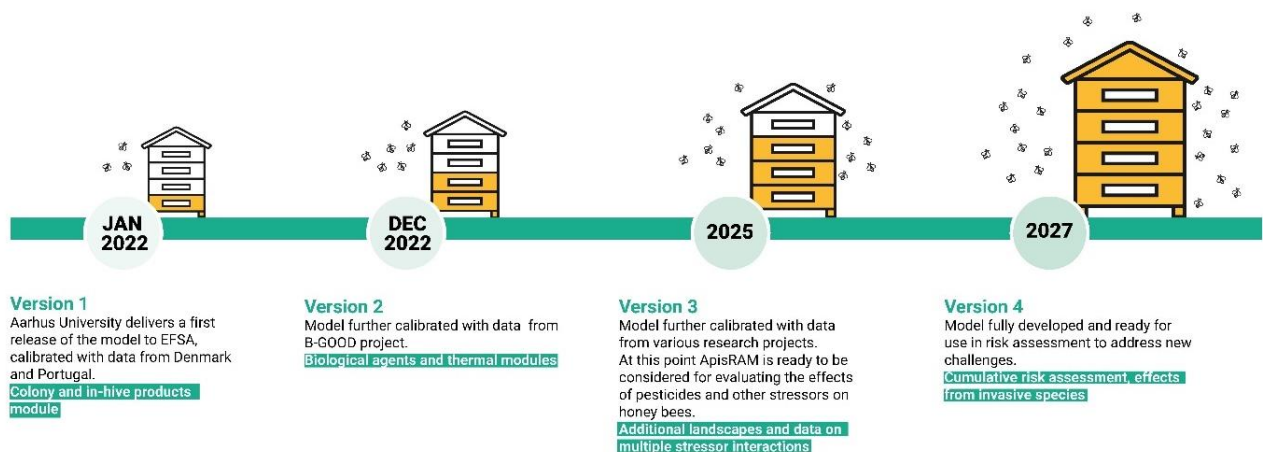 JAN
2022
DEC
2022
2025
2027
Version 1
Aarhus University delivers a first
release of the model to EFSA,
calibrated with data from Denmark
and Portugal.
Colony and in-hive products
module
Version 2
Model further calibrated with data from
B-GOOD project.
Biological agents and thermal modules
Version 3
Model further calibrated with data
from various research projects.
At this point ApisRAM is ready to be
considered for evaluating the effects
of pesticides and other stressors on
honey bees.
Additional landscapes and data on
multiple stressor interactions
Version 4
Model fully developed and ready for
use in risk assessment to address new
challenges.
Cumulative risk assessment, effects
from invasive species